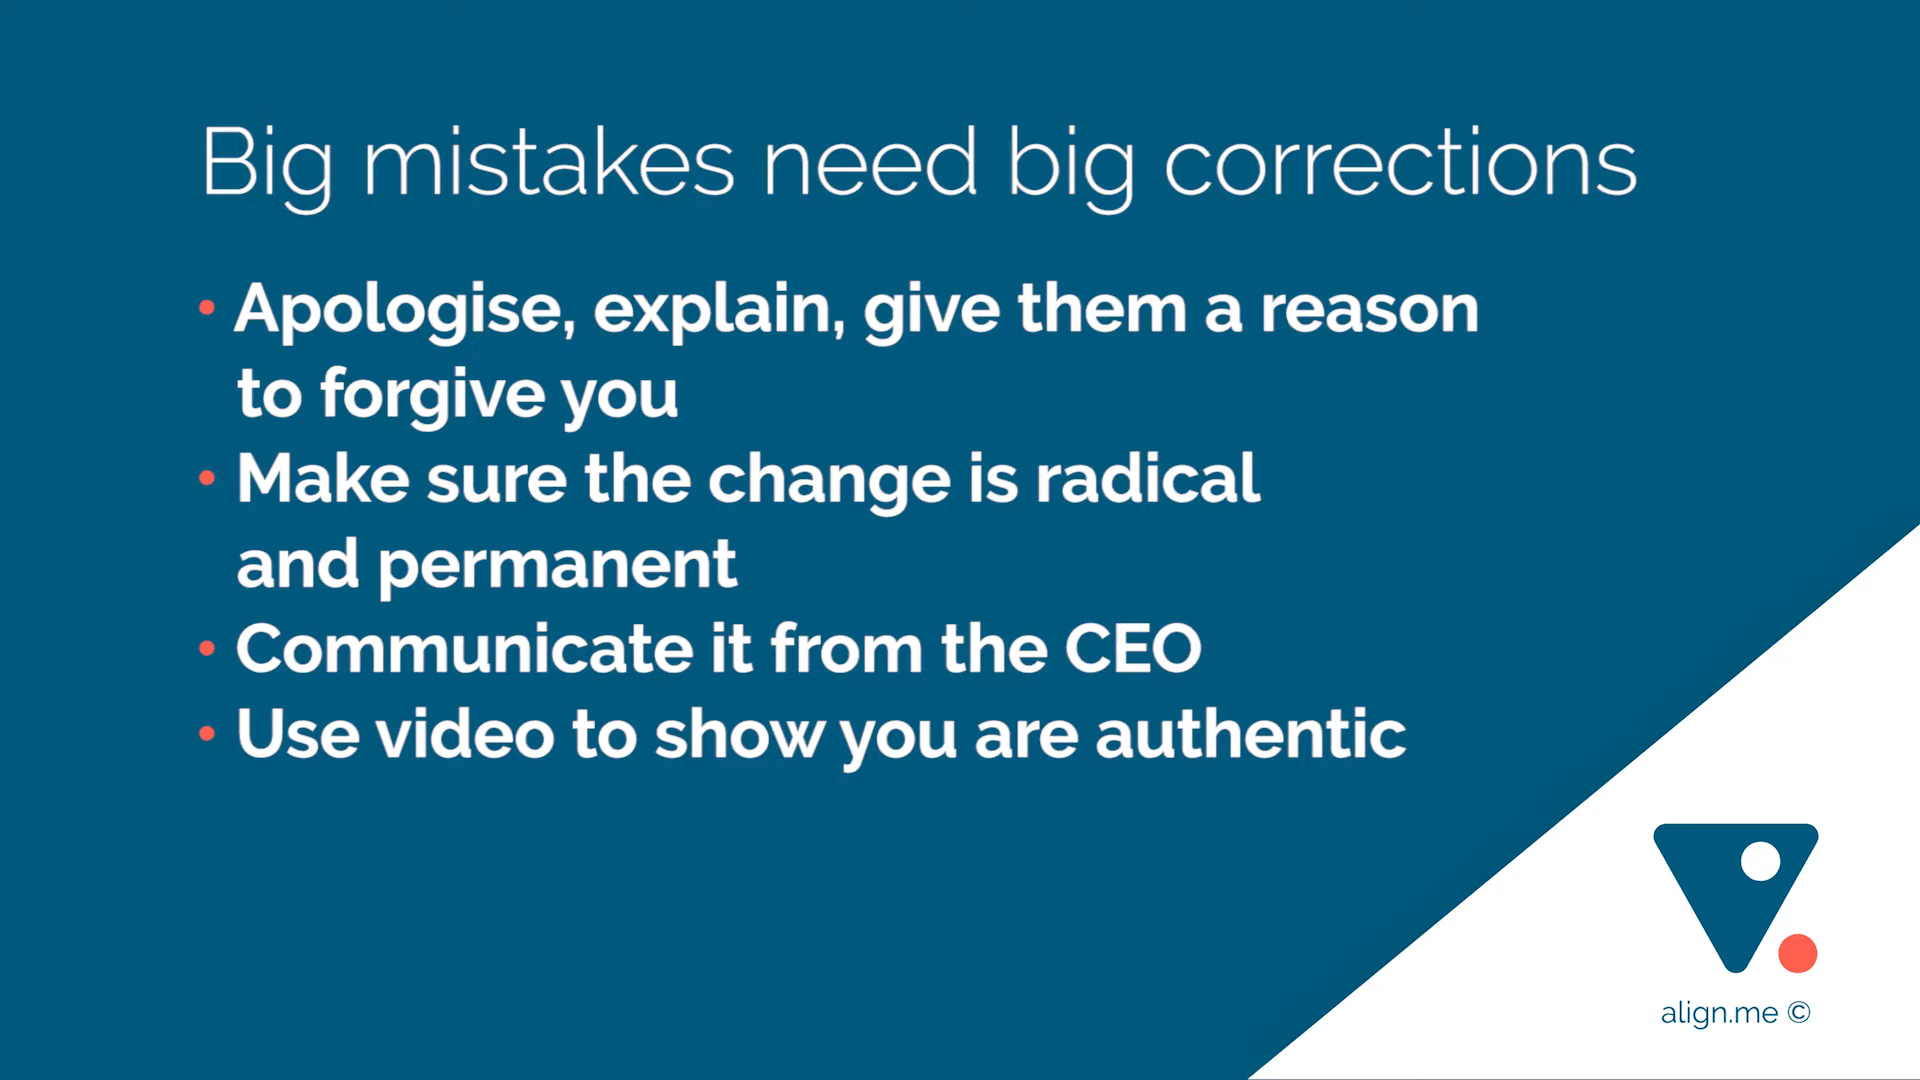 Big mistakes need big corrections
• Apologise, explain, give them a reason
to forgive you
• Make sure the change is radical
and permanent
• Communicate it from the CEO
• Use video to show you are authentic
align.me ©